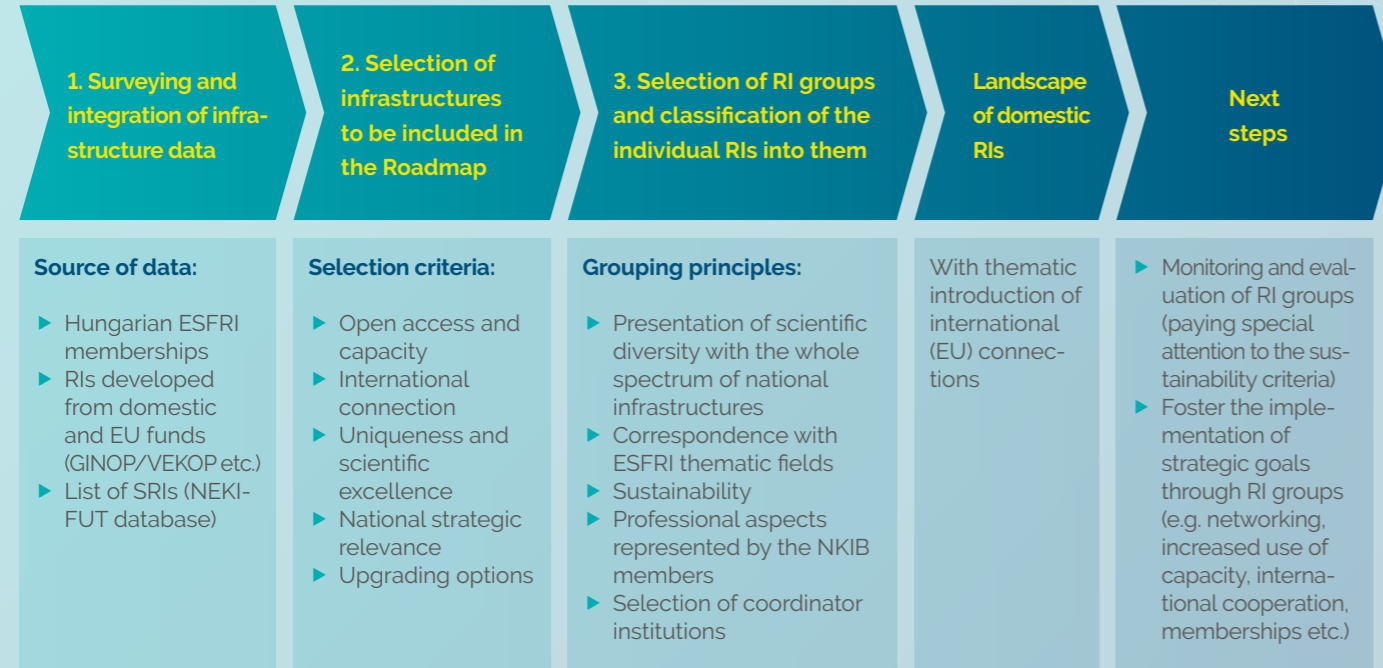 1. Surveying and
integration of infra-
structure data
2. Selection of
infrastructures
to be included in
the Roadmap
3. Selection of RI groups
and classification of the
individual RIs into them
Landscape
of domestic
RIs
Next
steps
Source of data:
► Hungarian ESFRI
memberships
► RIs developed
from domestic
and EU funds
(GINOP/VEKOP etc.)
► List of SRIs (NEKI-
FUT database)
Selection criteria:
► Open access and
capacity
► International
connection
► Uniqueness and
scientific
excellence
► National strategic
relevance
► Upgrading options
Grouping principles:
► Presentation of scientific
diversity with the whole
spectrum of national
infrastructures
► Correspondence with
ESFRI thematic fields
► Sustainability
► Professional aspects
represented by the NKIB
members
► Selection of coordinator
institutions
With thematic
introduction of
international
(EU) connec-
tions
► Monitoring and eval-
uation of RI groups
(paying special
attention to the sus-
tainability criteria)
► Foster the imple-
mentation of
strategic goals
through RI groups
(e.g. networking,
increased use of
capacity, interna-
tional cooperation,
memberships etc.)